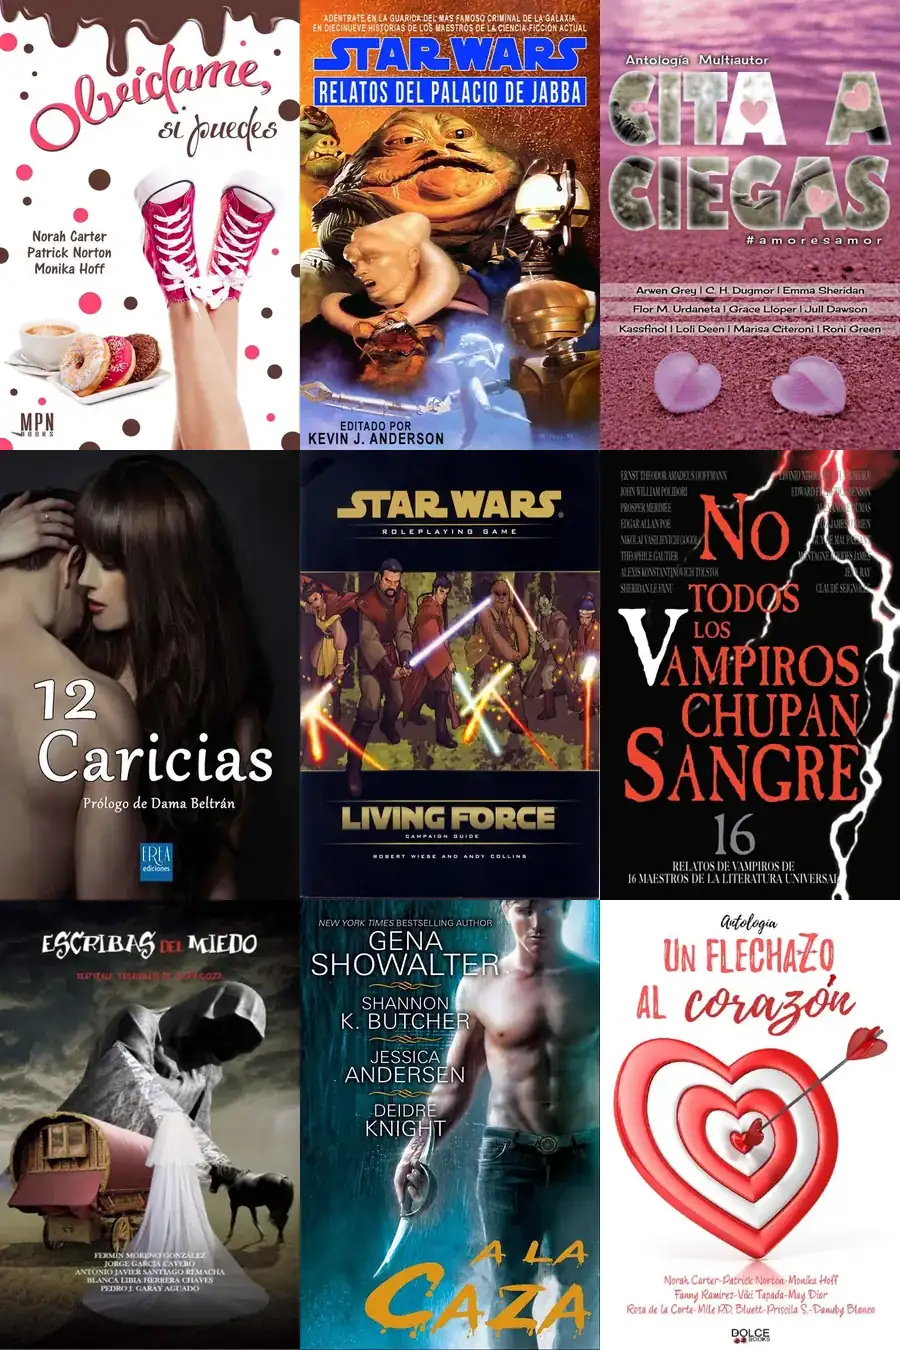 Olvídame,
si puedes
Norah Carter
Patrick Norton
Monika Hoff
MPN
BOOKS
ADÉNTRATE EN LA GUARIDA DEL MAS FAMOSO CRIMINAL DE LA GALAXIA
EN DIECINUEVE HISTORIAS DE LOS MAESTROS DE LA CIENCIA-FICCIÓN ACTUAL
STAR WARS
RELATOS DEL PALACIO DE JABBA
EDITADO POR
KEVIN J. ANDERSON
Antología Multiautor
CITA A
CIEGAS
#amoresamor
Arwen Grey | C. H. Dugmor | Emma Sheridan
Flor M. Urdaneta | Grace Lloper | Jull Dawson
Kassfinol | Loli Deen | Marisa Citeroni | Roni Green
12
Caricias
Prólogo de Dama Beltrán
EREA
ediciones
STAR WARS
ROLEPLAYING GAME
LIVING FORCE
CAMPAIGN GUIDE
ROBERT WIESE AND ANDY COLLINS
ERNST THEODOR AMADEUS HOFFMANN
JOHN WILLIAM POLIDORI
PROSPER MERIMEE
EDGAR ALLAN POE
NIKOLAI VASILIEVICH GOGOL
THEOPHILE GAUTIER
ALEXIS KONSTANTINOVICH TOLSTOI
SHERIDAN LE FANU
CLAUDE
No
TODOS
LOS
VAMPIROS
CHUPAN
SANGRE
16
RELATOS DE VAMPIROS DE
16 MAESTROS DE LA LITERATURA UNIVERSAL
ESCRIBAS DEL MIEDO
FERMIN MORENO GONZÁLEZ
JORGE GARCÍA CAVERO
ANTONIO JAVIER SANTIAGO REMACHA
BLANCA LIBIA HERRERA CHAVES
PEDRO J. GARAY AGUADO
NEW YORK TIMES BESTSELLING AUTHOR
GENA
SHOWALTER
SHANNON
K. BUTCHER
JESSICA
ANDERSEN
DEIDRE
KNIGHT
A LA
CAZA
Antología
UN FLECHAZO
AL corazón
Norah Carter-Patrick Norton-Monika Hoff
Fanny Ramírez-Viki Tapada-May Dior
Rosa de la Corte-Mile P.D. Bluett-Priscila S.-Danuby Blanco
DOLCE
BOOKS